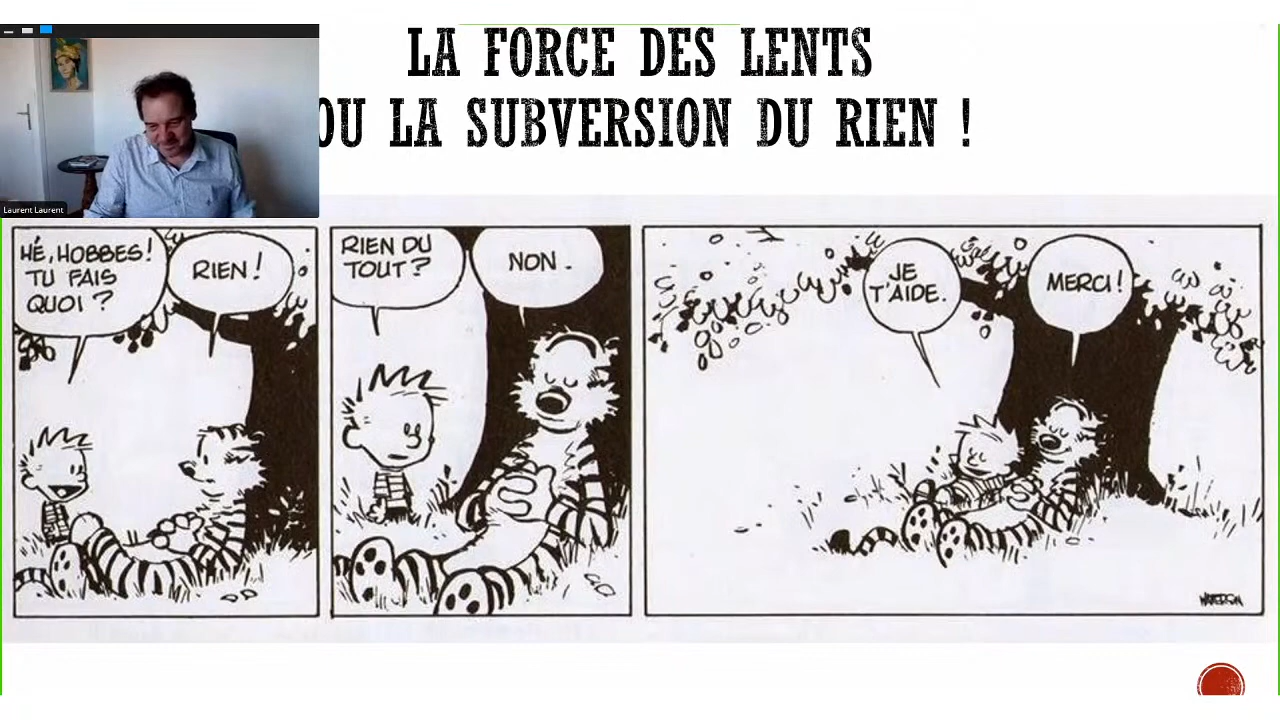 LA FORCE DES LENTS
OU LA SUBVERSION DU RIEN !
Laurent Laurent
HÉ, HOBBES!
TU FAIS
QUOI ?
RIEN !
RIEN DU
TOUT ?
NON.
JE
T'AIDE.
MERCI !
WATTERSON